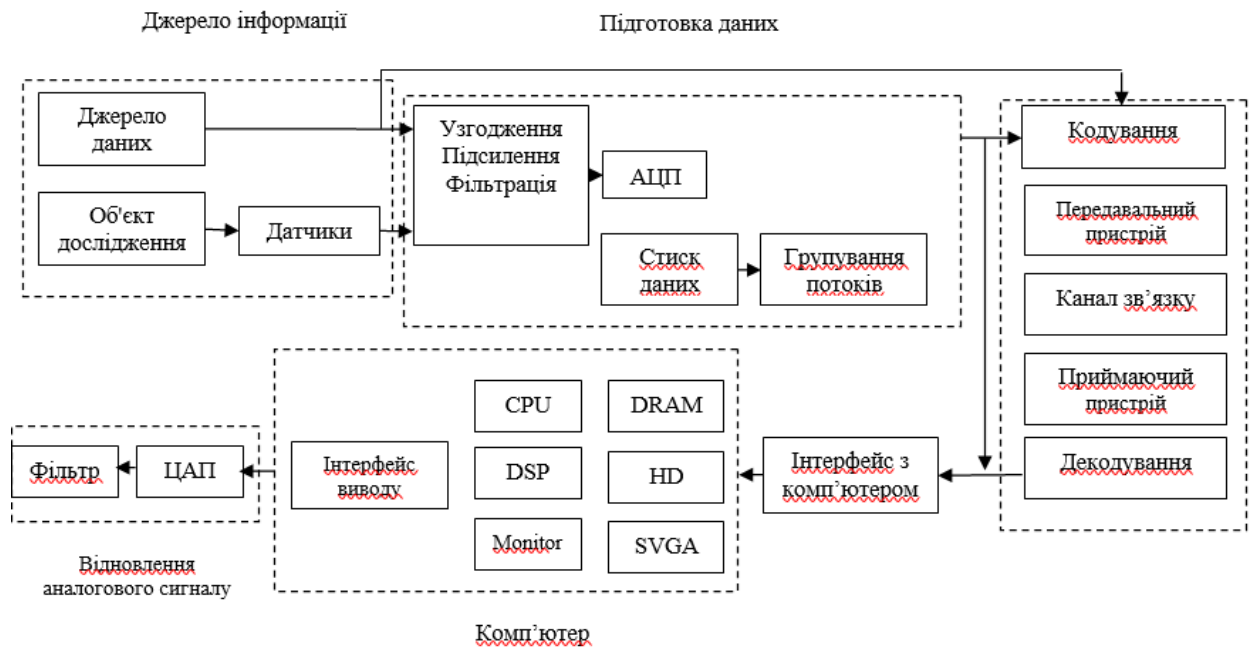 Джерело інформації
Підготовка даних
Джерело
даних
Об'єкт
дослідження
Датчики
Узгодження
Підсилення
Фільтрація
АЦП
Стиск
даних
Групування
потоків
Кодування
Передавальний
пристрій
Канал зв’язку
Приймаючий
пристрій
Декодування
Інтерфейс з
комп’ютером
CPU
DRAM
DSP
HD
Monitor
SVGA
Інтерфейс
виводу
ЦАП
Фільтр
Відновлення
аналогового сигналу
Комп’ютер